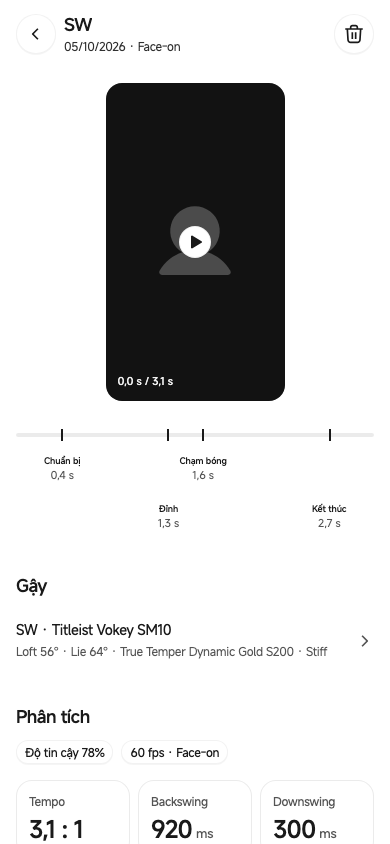 SW
05/10/2026 · Face-on
0,0 s / 3,1 s
Chuẩn bị
0,4 s
Chạm bóng
1,6 s
Đỉnh
1,3 s
Kết thúc
2,7 s
Gậy
SW · Titleist Vokey SM10
Loft 56° · Lie 64° · True Temper Dynamic Gold S200 · Stiff
Phân tích
Độ tin cậy 78%
60 fps · Face-on
Tempo
3,1 : 1
Backswing
920 ms
Downswing
300 ms